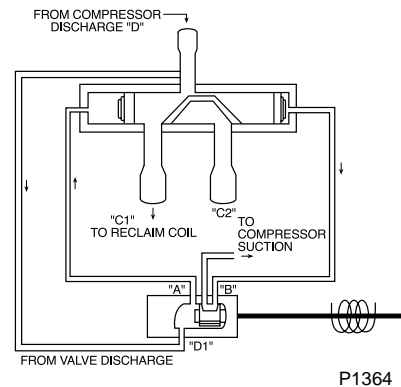 FROM COMPRESSOR
DISCHARGE "D"
"C1"
TO RECLAIM COIL
"C2"
TO
COMPRESSOR
SUCTION
"A"
"B"
"D1"
FROM VALVE DISCHARGE
P1364